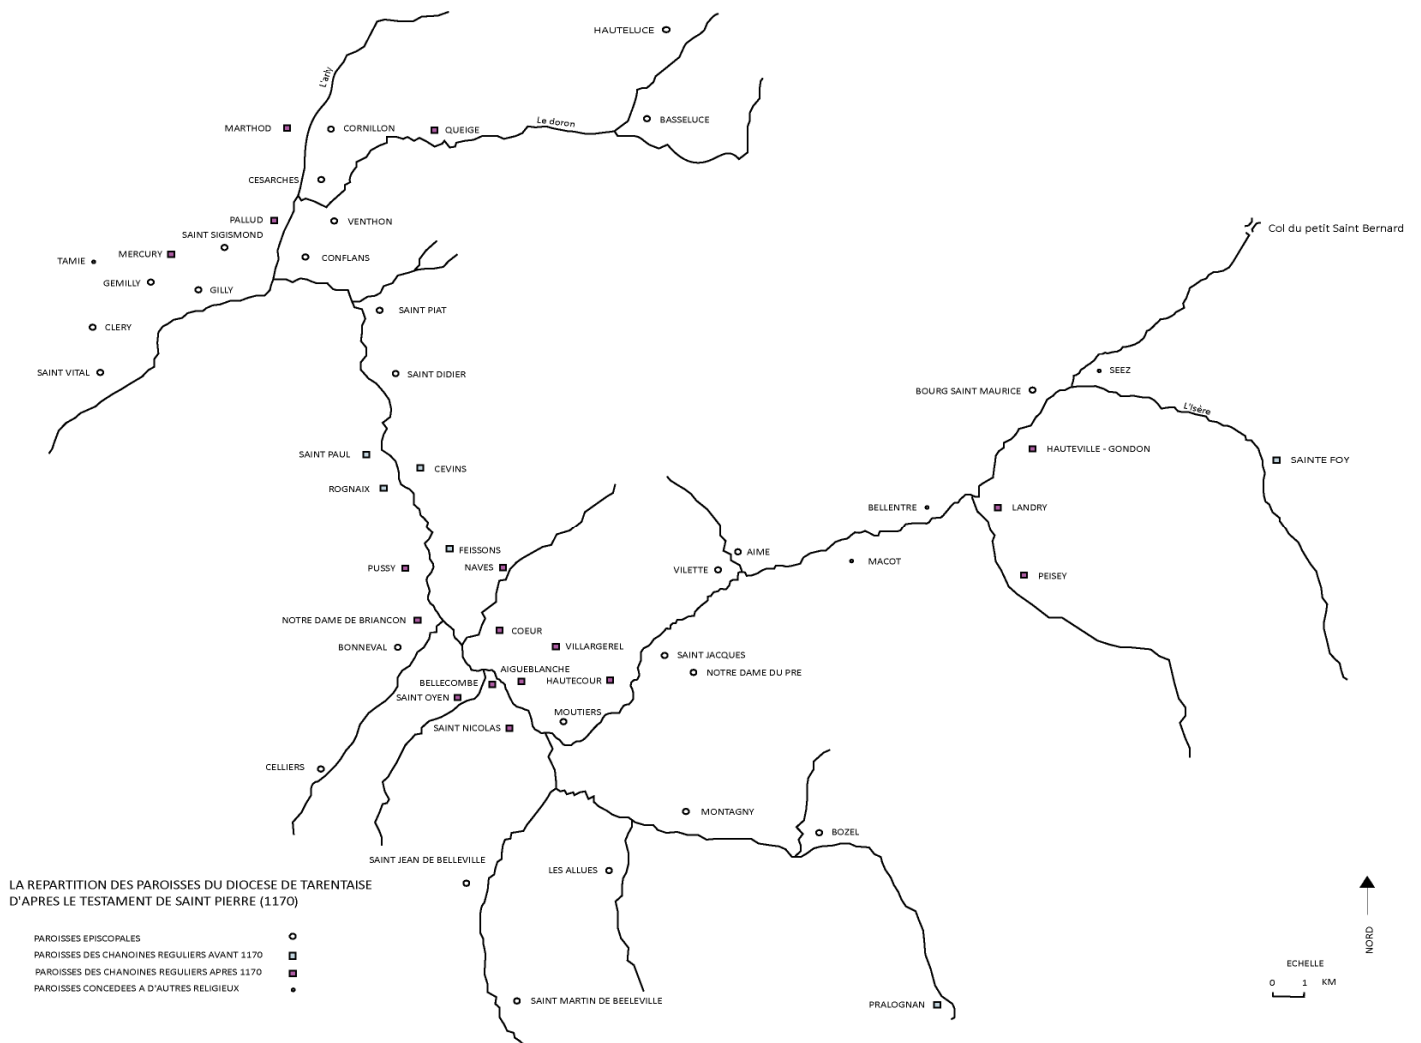 HAUTELUCE
L'arly
BASSELUCE
Le doron
MARTHOD
CORNILLON
QUEIGE
CESARCHES
PALLUD
VENTHON
SAINT SIGISMOND
Col du petit Saint Bernard
TAMIE
MERCURY
CONFLANS
GEMILLY
GILLY
SAINT PIAT
CLERY
SAINT VITAL
SAINT DIDIER
SEEZ
BOURG SAINT MAURICE
L'Isère
SAINT PAUL
CEVINS
HAUTEVILLE - GONDON
SAINTE FOY
ROGNAIX
BELLENTRE
LANDRY
FEISSONS
AIME
PUSSY
NAVES
VILETTE
MACOT
PEISEY
NOTRE DAME DE BRIANCON
COEUR
BONNEVAL
VILLARGEREL
SAINT JACQUES
AIGUEBLANCHE
NOTRE DAME DU PRE
BELLECOMBE
HAUTECOUR
SAINT OYEN
MOUTIERS
SAINT NICOLAS
CELLIERS
MONTAGNY
BOZEL
SAINT JEAN DE BELLEVILLE
LES ALLUES
SAINT MARTIN DE BEELEVILLE
PRALOGNAN
LA REPARTITION DES PAROISSES DU DIOCESE DE TARENTAISE
D'APRES LE TESTAMENT DE SAINT PIERRE (1170)
PAROISSES EPISCOPALES
PAROISSES DES CHANOINES REGULIERS AVANT 1170
PAROISSES DES CHANOINES REGULIERS APRES 1170
PAROISSES CONCEDEES A D'AUTRES RELIGIEUX
NORD
ECHELLE
0 1 KM